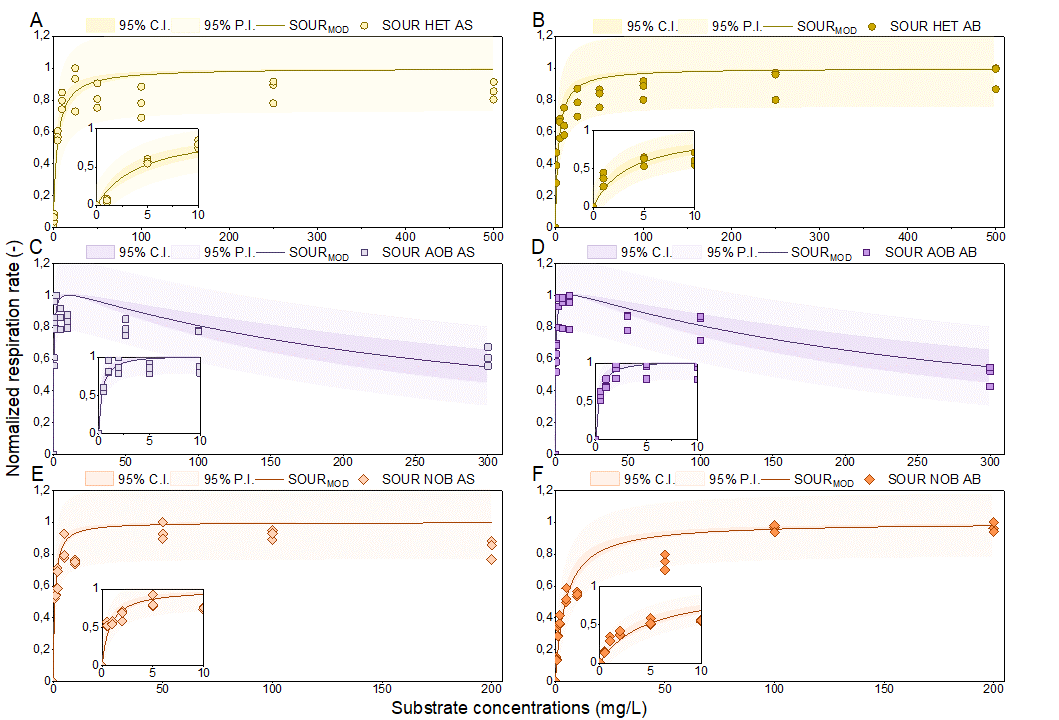 A
95% C.I. 95% P.I. SOUR_MOD SOUR HET AS
1,2
1
0,8
0,6
0,4
0,2
0
0 100 200 300 400 500
1
0,5
0
0 5 10
B
95% C.I. 95% P.I. SOUR_MOD SOUR HET AB
1,2
1
0,8
0,6
0,4
0,2
0
0 100 200 300 400 500
1
0,5
0
0 5 10
Normalized respiration rate (-)
C
95% C.I. 95% P.I. SOUR_MOD SOUR AOB AS
1,2
1
0,8
0,6
0,4
0,2
0
50 100 150 200 250 300
1
0,5
0
0 5 10
D
95% C.I. 95% P.I. SOUR_MOD SOUR AOB AB
1,2
1
0,8
0,6
0,4
0,2
0
0 50 100 150 200 250 300
1
0,5
0
0 5 10
E
95% C.I. 95% P.I. SOUR_MOD SOUR NOB AS
1,2
1
0,8
0,6
0,4
0,2
0
0 50 100 150 200
1
0,5
0
0 5 10
F
95% C.I. 95% P.I. SOUR_MOD SOUR NOB AB
1,2
1
0,8
0,6
0,4
0,2
0
0 50 100 150 200
1
0,5
0
0 5 10
Substrate concentrations (mg/L)